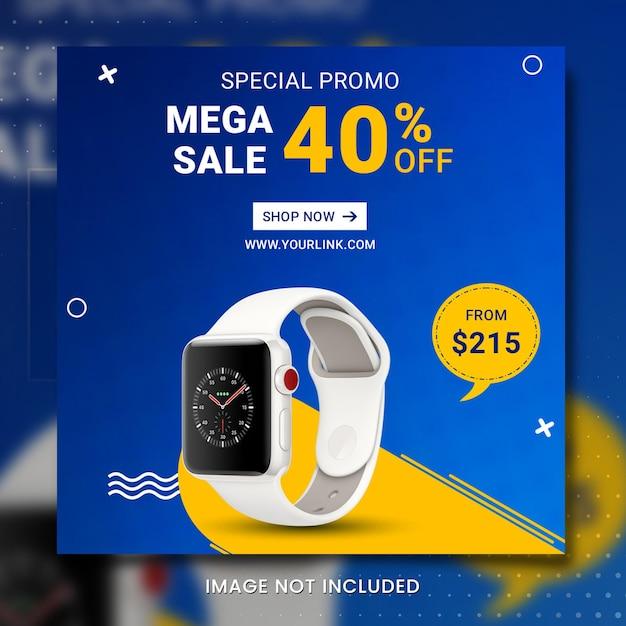 SPECIAL PROMO
MEGA SALE 40% OFF
SHOP NOW
WWW.YOURLINK.COM
FROM
$215
IMAGE NOT INCLUDED